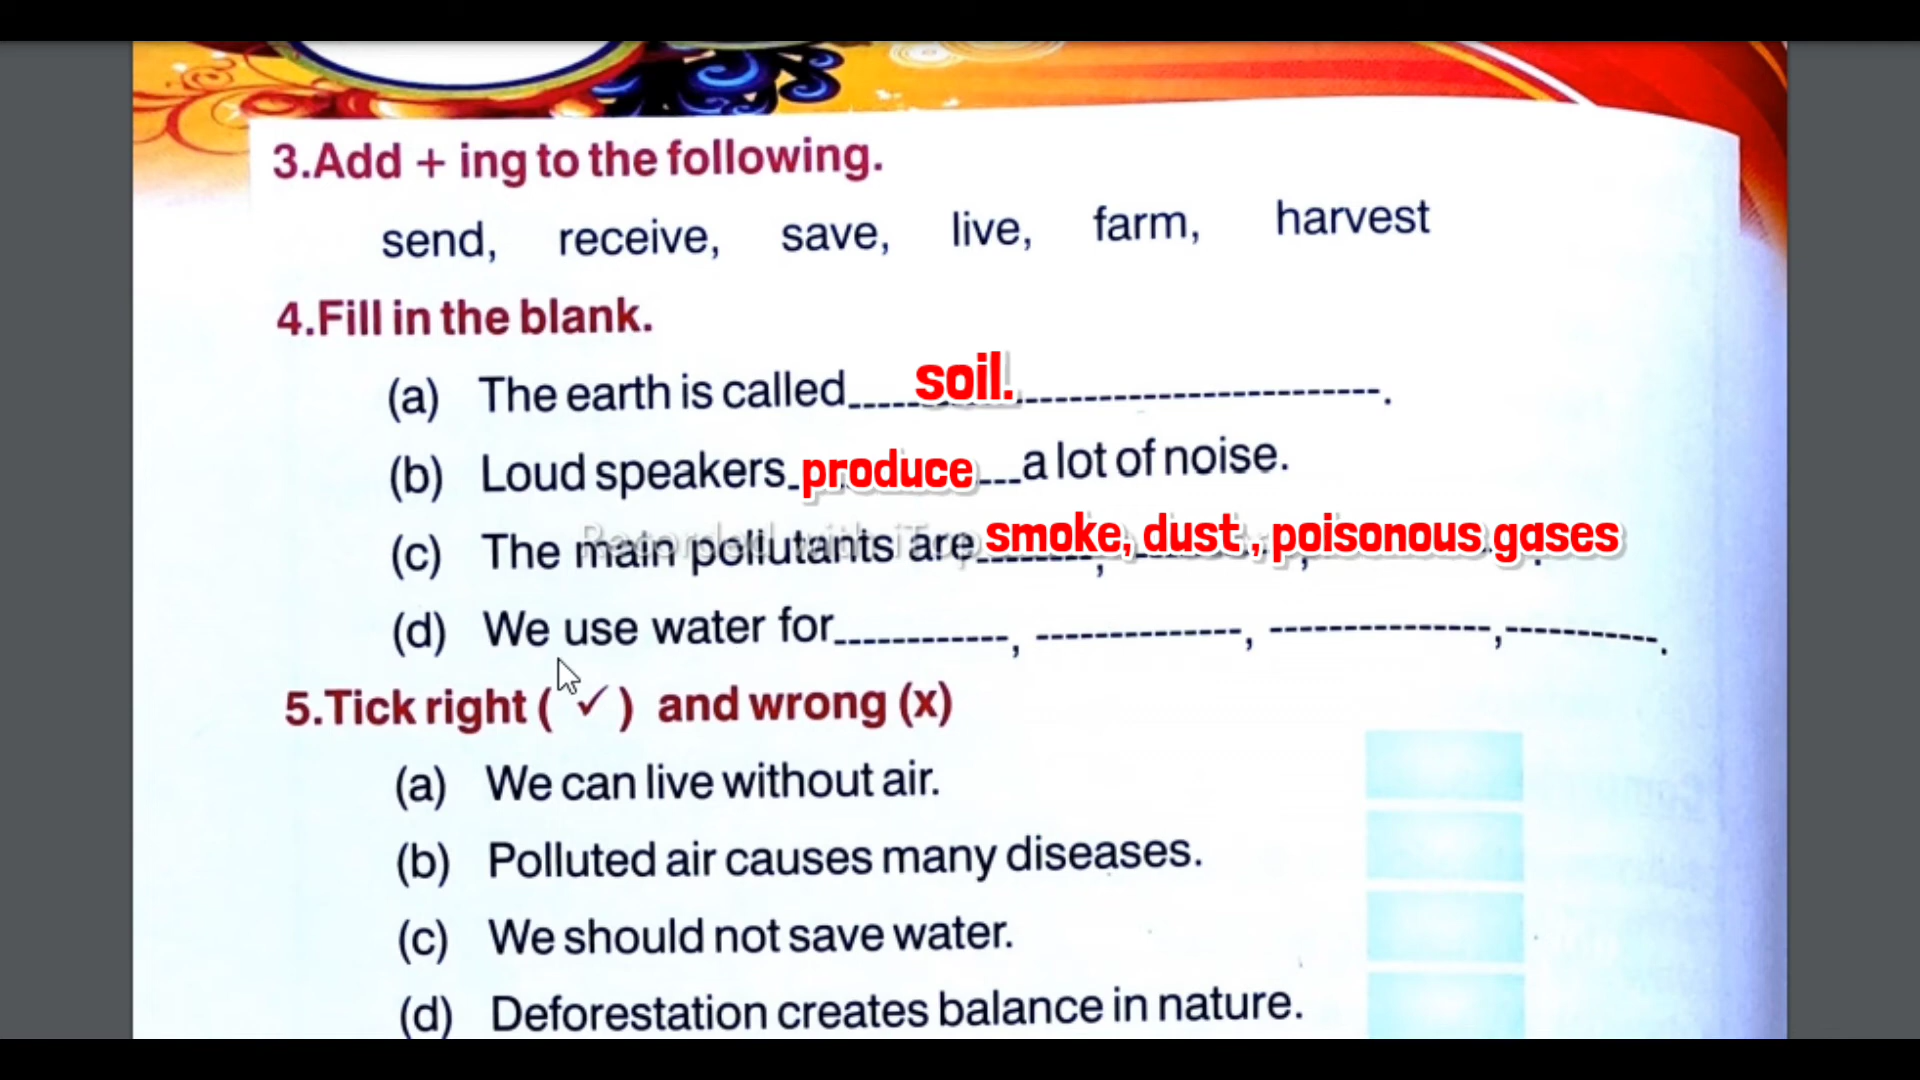 3.Add + ing to the following.
send, receive, save, live, farm, harvest
4.Fill in the blank.
(a) The earth is called soil. .
(b) Loud speakers produce a lot of noise.
(c) The main pollutants are smoke, dust , poisonous gases
Recorded with iTop
(d) We use water for , , , .
5.Tick right ( ✓ ) and wrong (x)
(a) We can live without air.
(b) Polluted air causes many diseases.
(c) We should not save water.
(d) Deforestation creates balance in nature.